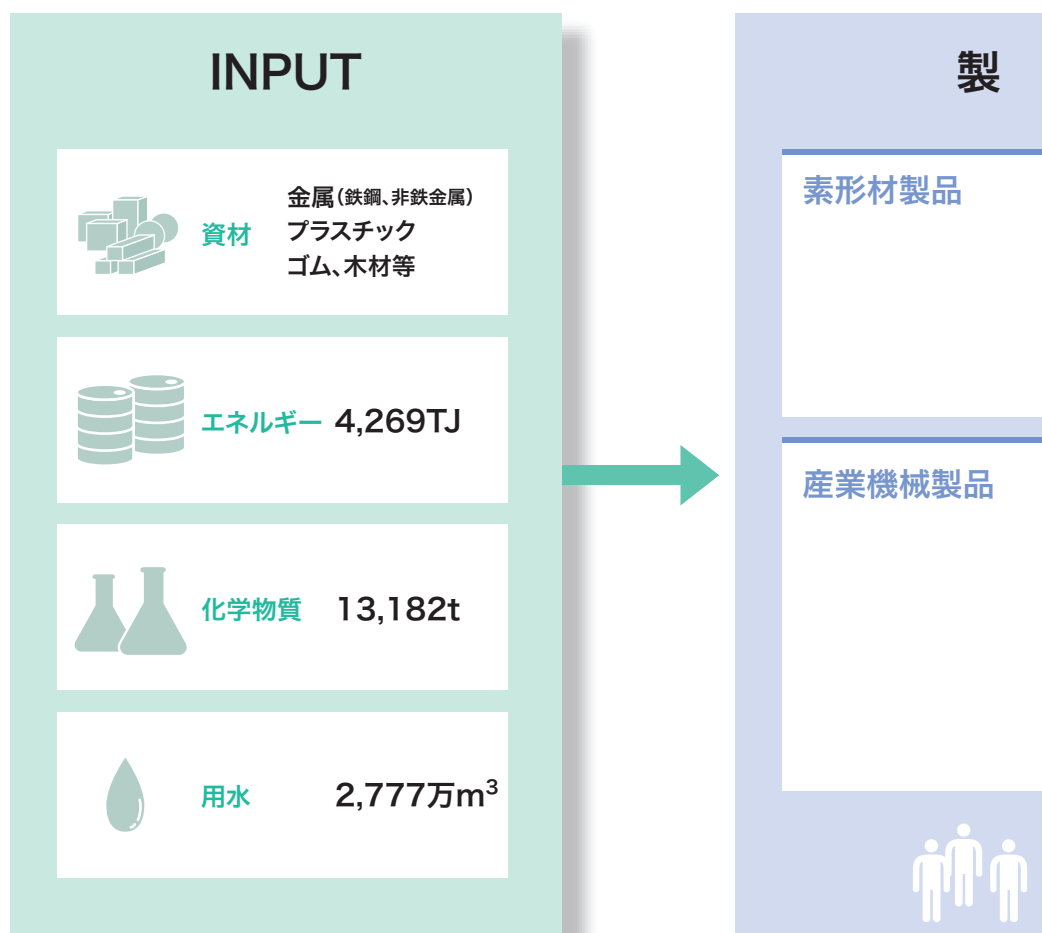 INPUT
資材
金属(鉄鋼、非鉄金属)
プラスチック
ゴム、木材等
エネルギー 4,269TJ
化学物質 13,182t
用水 2,777万m³
製
素形材製品
産業機械製品